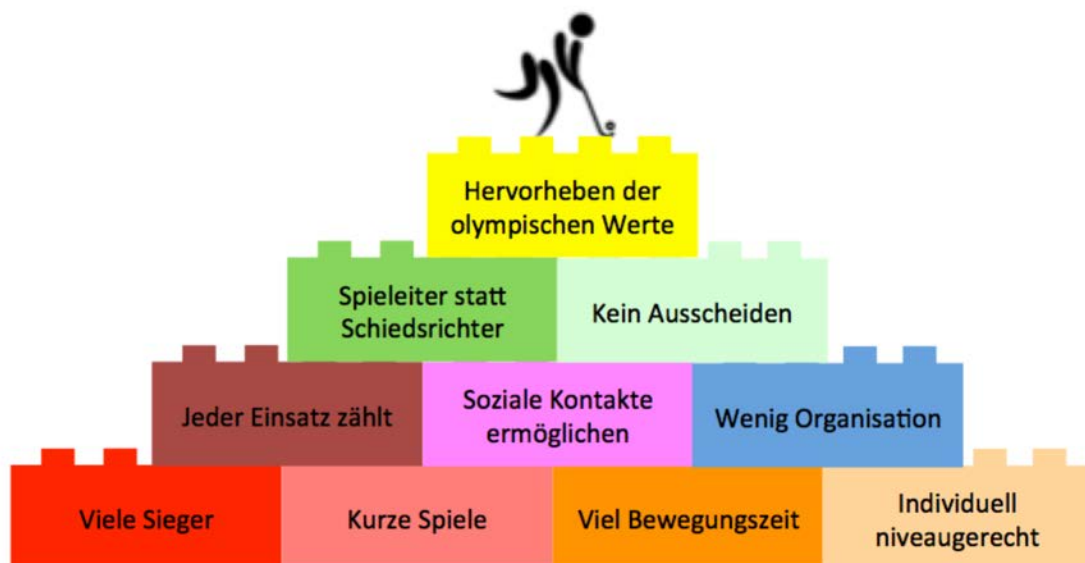 Hervorheben der
olympischen Werte
Spieleiter statt
Schiedsrichter
Kein Ausscheiden
Jeder Einsatz zählt
Soziale Kontakte
ermöglichen
Wenig Organisation
Viele Sieger
Kurze Spiele
Viel Bewegungszeit
Individuell
niveaugerecht